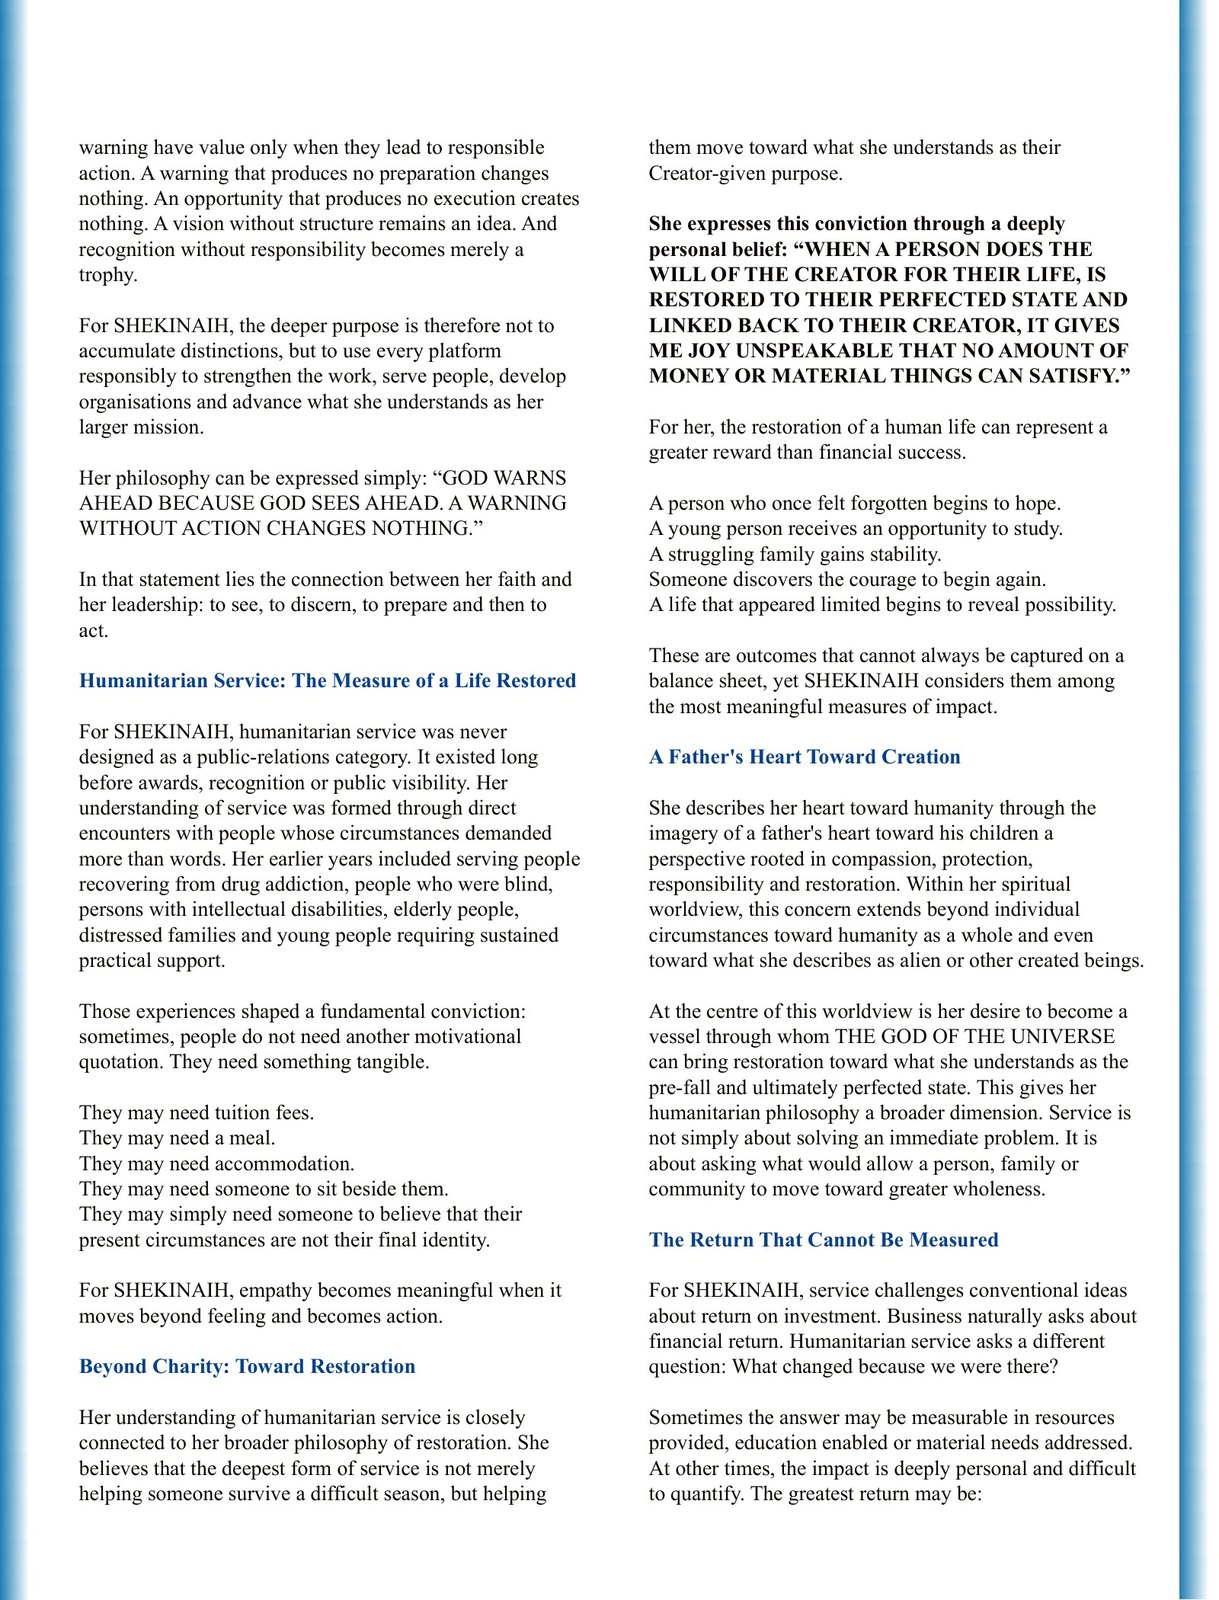 warning have value only when they lead to responsible
action. A warning that produces no preparation changes
nothing. An opportunity that produces no execution creates
nothing. A vision without structure remains an idea. And
recognition without responsibility becomes merely a
trophy.
For SHEKINAIH, the deeper purpose is therefore not to
accumulate distinctions, but to use every platform
responsibly to strengthen the work, serve people, develop
organisations and advance what she understands as her
larger mission.
Her philosophy can be expressed simply: “GOD WARNS
AHEAD BECAUSE GOD SEES AHEAD. A WARNING
WITHOUT ACTION CHANGES NOTHING.”
In that statement lies the connection between her faith and
her leadership: to see, to discern, to prepare and then to
act.
Humanitarian Service: The Measure of a Life Restored
For SHEKINAIH, humanitarian service was never
designed as a public-relations category. It existed long
before awards, recognition or public visibility. Her
understanding of service was formed through direct
encounters with people whose circumstances demanded
more than words. Her earlier years included serving people
recovering from drug addiction, people who were blind,
persons with intellectual disabilities, elderly people,
distressed families and young people requiring sustained
practical support.
Those experiences shaped a fundamental conviction:
sometimes, people do not need another motivational
quotation. They need something tangible.
They may need tuition fees.
They may need a meal.
They may need accommodation.
They may need someone to sit beside them.
They may simply need someone to believe that their
present circumstances are not their final identity.
For SHEKINAIH, empathy becomes meaningful when it
moves beyond feeling and becomes action.
Beyond Charity: Toward Restoration
Her understanding of humanitarian service is closely
connected to her broader philosophy of restoration. She
believes that the deepest form of service is not merely
helping someone survive a difficult season, but helping
them move toward what she understands as their
Creator-given purpose.
She expresses this conviction through a deeply
personal belief: “WHEN A PERSON DOES THE
WILL OF THE CREATOR FOR THEIR LIFE, IS
RESTORED TO THEIR PERFECTED STATE AND
LINKED BACK TO THEIR CREATOR, IT GIVES
ME JOY UNSPEAKABLE THAT NO AMOUNT OF
MONEY OR MATERIAL THINGS CAN SATISFY.”
For her, the restoration of a human life can represent a
greater reward than financial success.
A person who once felt forgotten begins to hope.
A young person receives an opportunity to study.
A struggling family gains stability.
Someone discovers the courage to begin again.
A life that appeared limited begins to reveal possibility.
These are outcomes that cannot always be captured on a
balance sheet, yet SHEKINAIH considers them among
the most meaningful measures of impact.
A Father's Heart Toward Creation
She describes her heart toward humanity through the
imagery of a father's heart toward his children a
perspective rooted in compassion, protection,
responsibility and restoration. Within her spiritual
worldview, this concern extends beyond individual
circumstances toward humanity as a whole and even
toward what she describes as alien or other created beings.
At the centre of this worldview is her desire to become a
vessel through whom THE GOD OF THE UNIVERSE
can bring restoration toward what she understands as the
pre-fall and ultimately perfected state. This gives her
humanitarian philosophy a broader dimension. Service is
not simply about solving an immediate problem. It is
about asking what would allow a person, family or
community to move toward greater wholeness.
The Return That Cannot Be Measured
For SHEKINAIH, service challenges conventional ideas
about return on investment. Business naturally asks about
financial return. Humanitarian service asks a different
question: What changed because we were there?
Sometimes the answer may be measurable in resources
provided, education enabled or material needs addressed.
At other times, the impact is deeply personal and difficult
to quantify. The greatest return may be: